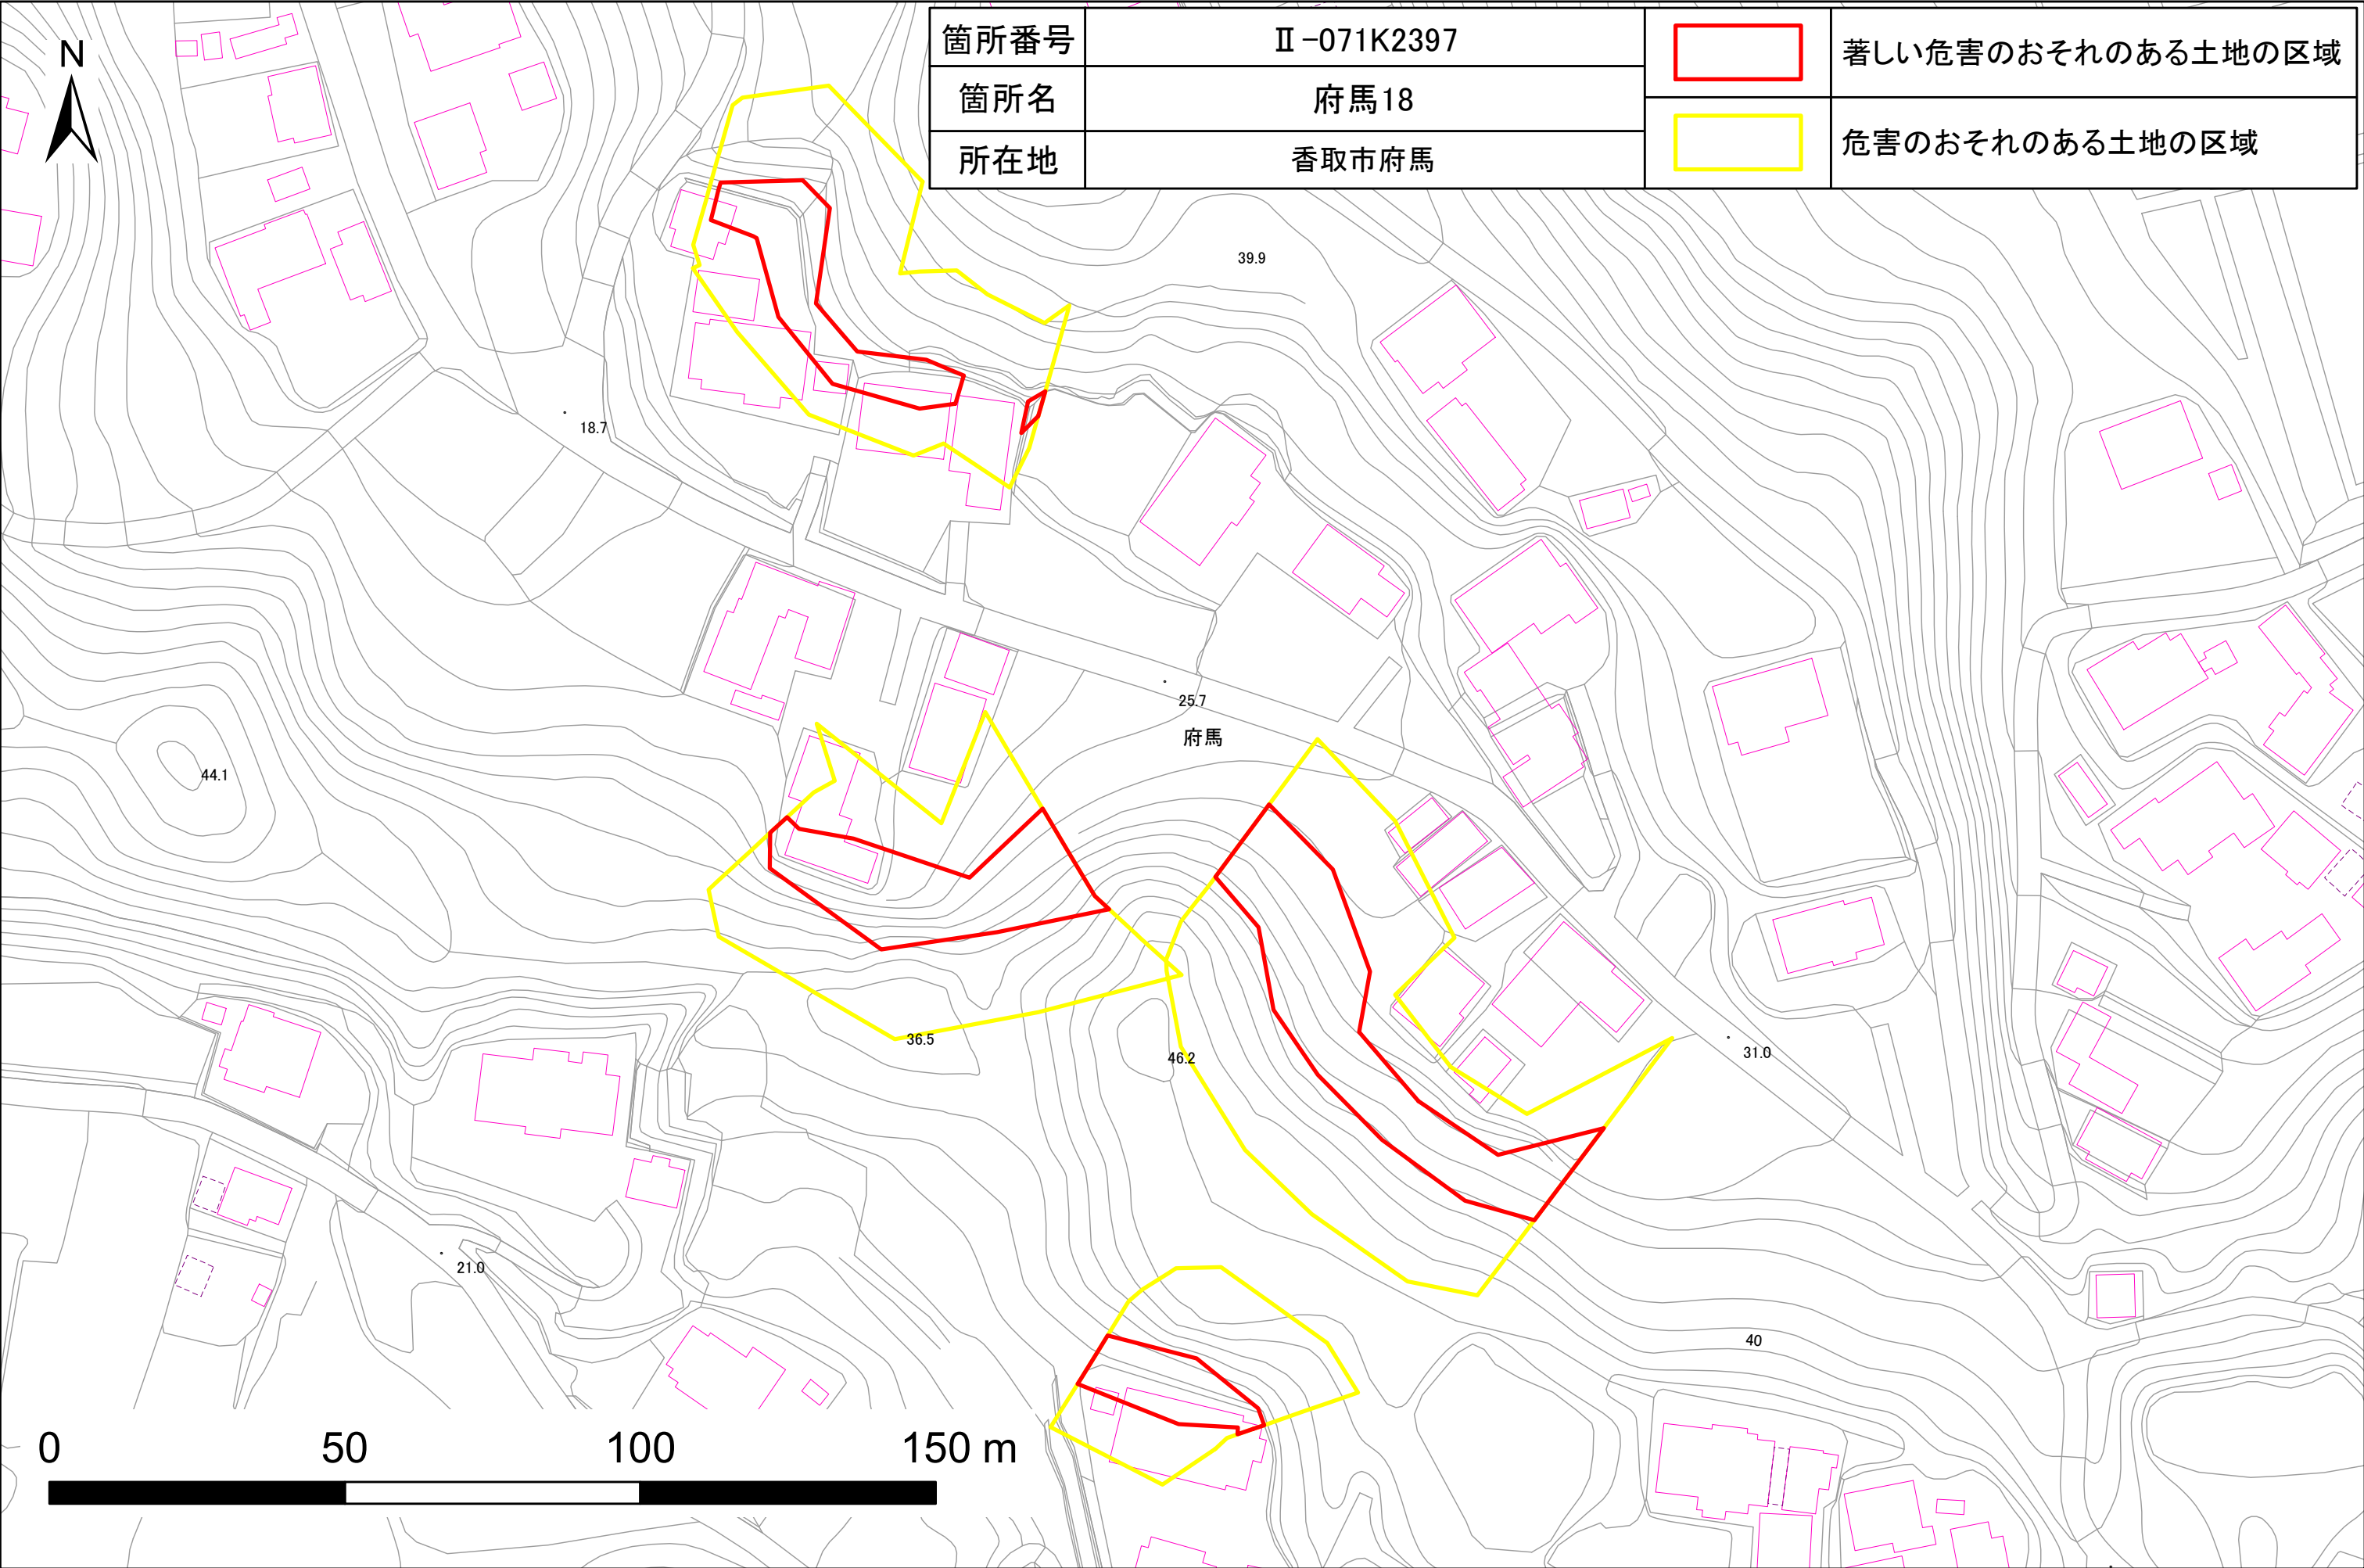 N
箇所番号 Ⅱ-071K2397
箇所名 府馬18
所在地 香取市府馬
著しい危害のおそれのある土地の区域
危害のおそれのある土地の区域
39.9
18.7
25.7
府馬
44.1
36.5
46.2
31.0
21.0
40
0 50 100 150 m